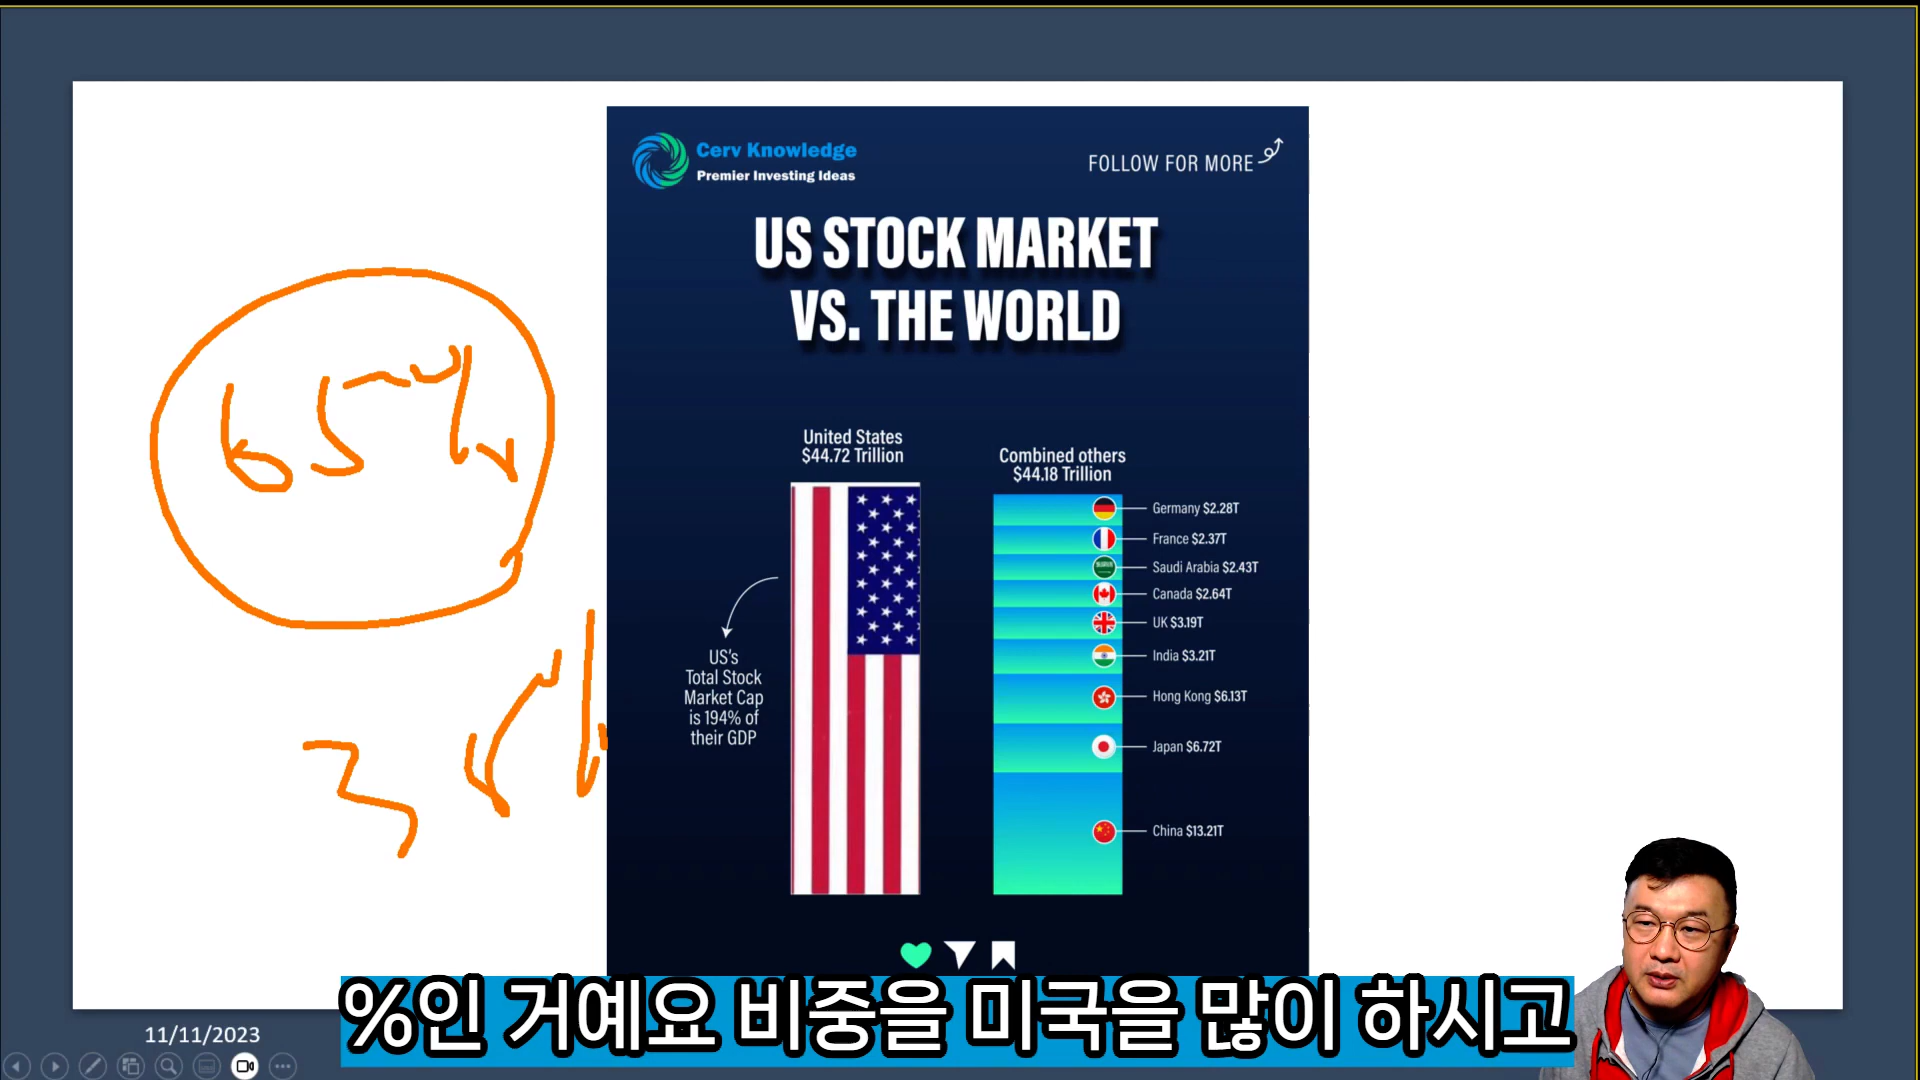 Cerv Knowledge
Premier Investing Ideas
FOLLOW FOR MORE
US STOCK MARKET
VS. THE WORLD
65%
35%
United States
$44.72 Trillion
Combined others
$44.18 Trillion
Germany $2.28T
France $2.37T
Saudi Arabia $2.43T
Canada $2.64T
UK $3.19T
India $3.21T
Hong Kong $6.13T
Japan $6.72T
China $13.21T
US's
Total Stock
Market Cap
is 194% of
their GDP
%인 거예요 비중을 미국을 많이 하시고
11/11/2023